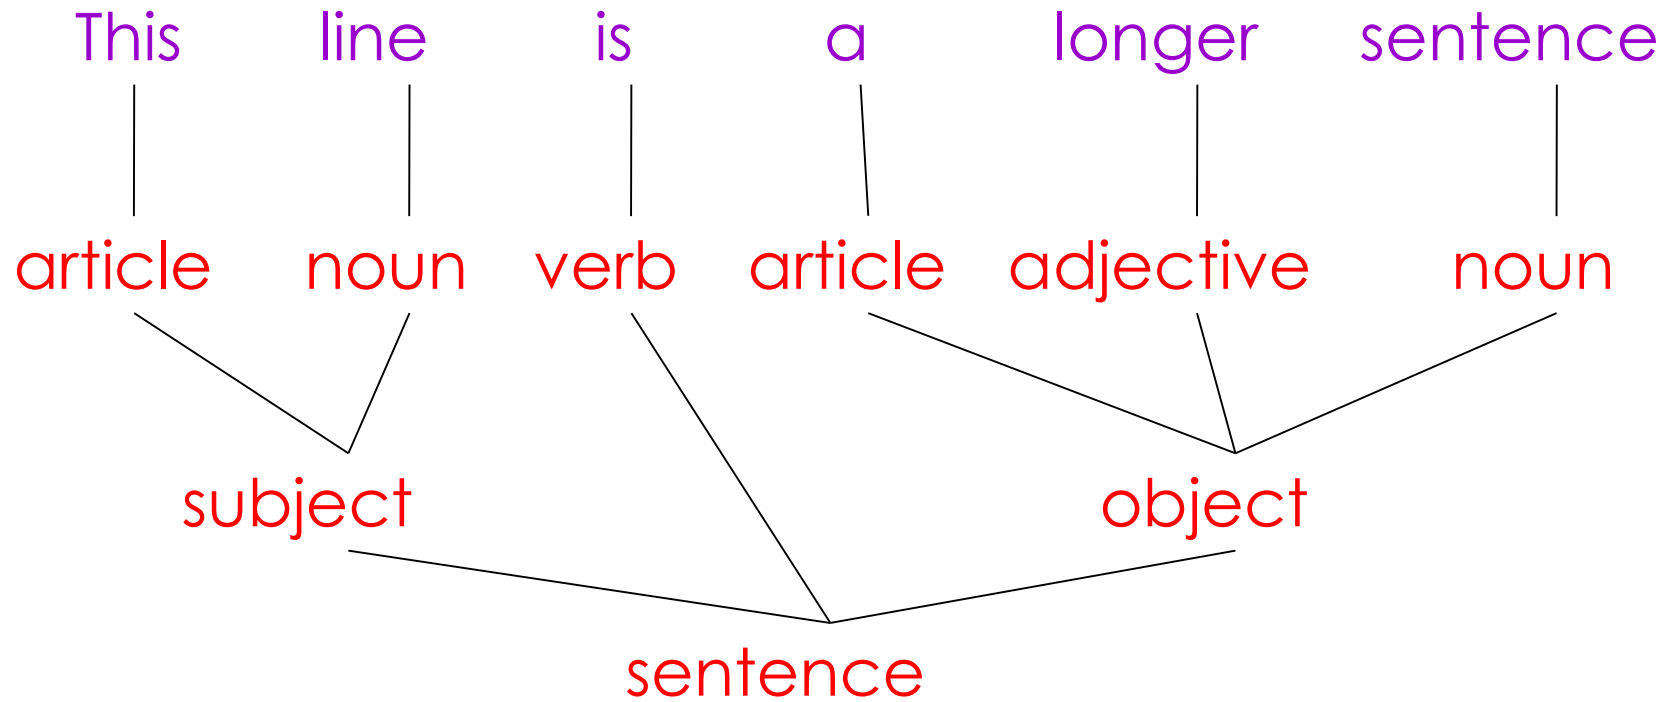 This line is a longer sentence
article noun verb article adjective noun
subject object
sentence